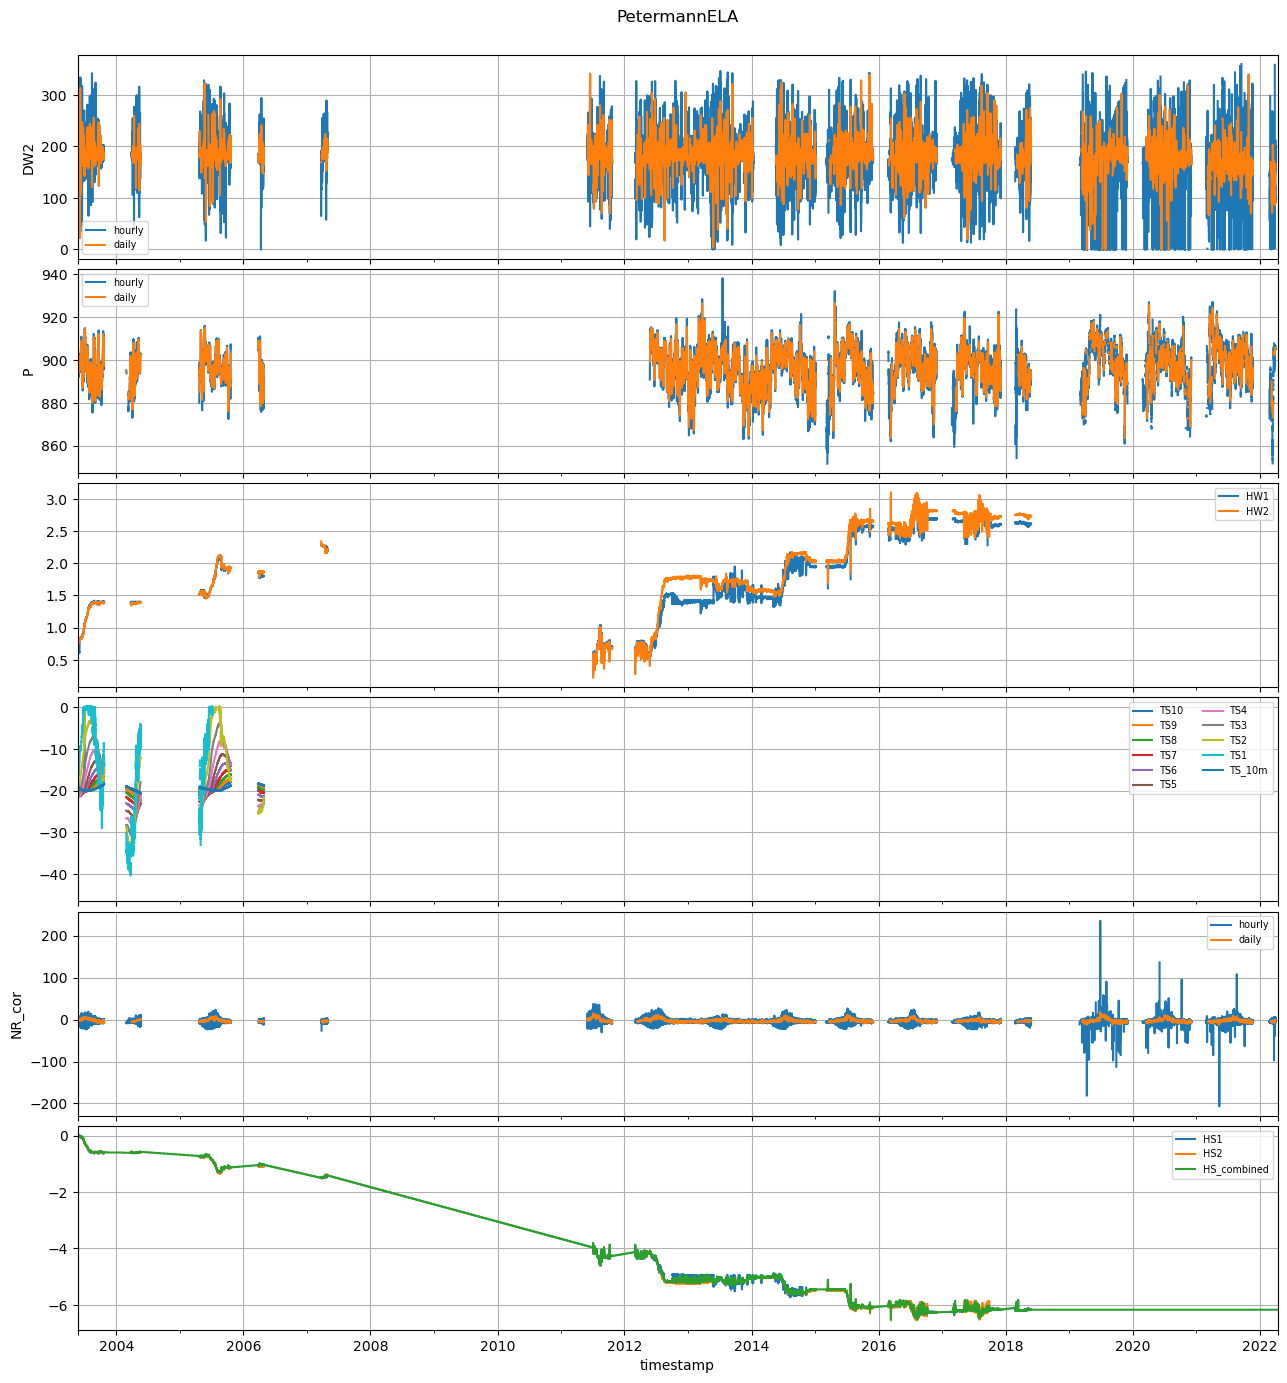 PetermannELA
300
200
100
0
DW2
hourly
daily
940
920
900
880
860
P
hourly
daily
3.0
2.5
2.0
1.5
1.0
0.5
HW1
HW2
0
−10
−20
−30
−40
TS10 TS4
TS9 TS3
TS8 TS2
TS7 TS1
TS6 TS_10m
TS5
200
100
0
−100
−200
NR_cor
hourly
daily
0
−2
−4
−6
HS1
HS2
HS_combined
2004 2006 2008 2010 2012 2014 2016 2018 2020 2022
timestamp